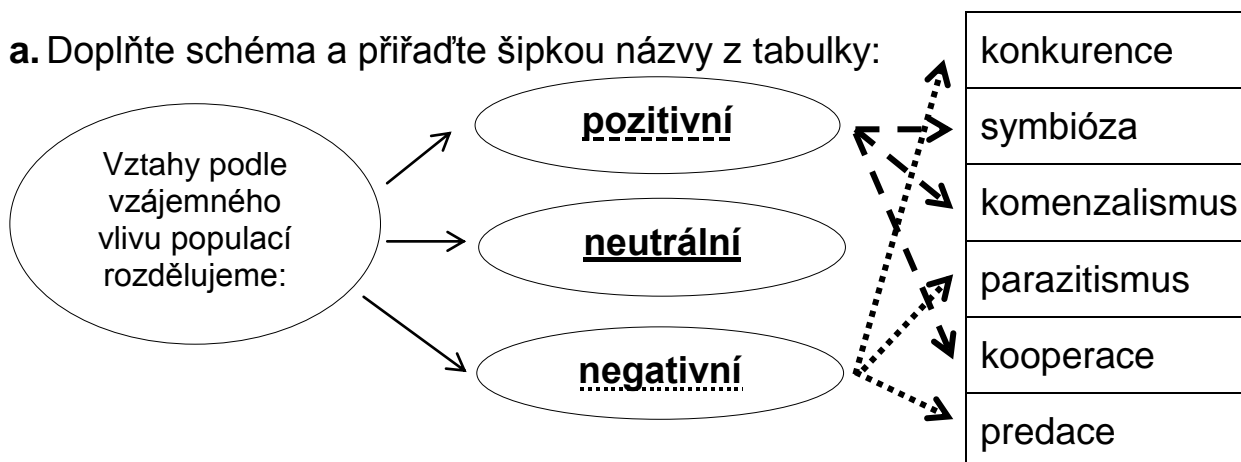 a. Doplňte schéma a přiřaďte šipkou názvy z tabulky:
Vztahy podle
vzájemného
vlivu populací
rozdělujeme:
pozitivní
neutrální
negativní
konkurence
symbióza
komenzalismus
parazitismus
kooperace
predace